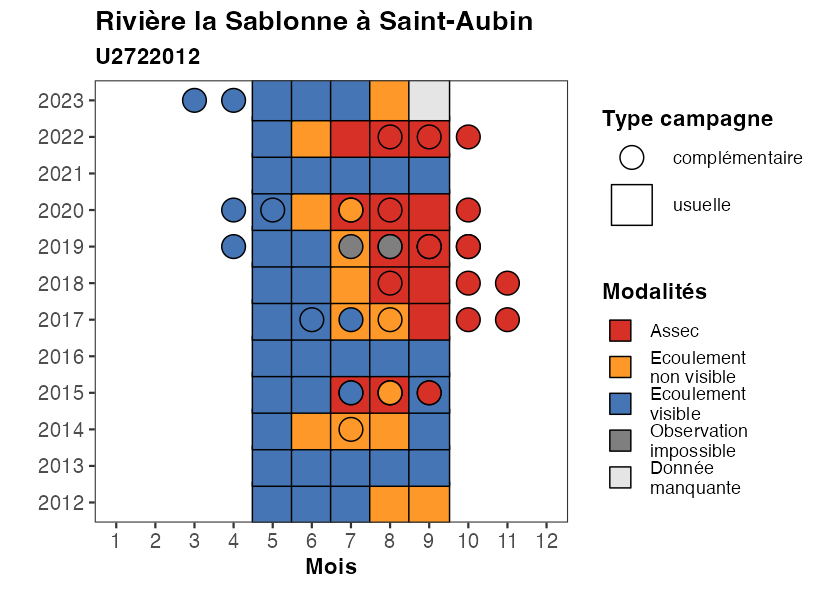 Rivière la Sablonne à Saint-Aubin
U2722012
2023
2022
2021
2020
2019
2018
2017
2016
2015
2014
2013
2012
1 2 3 4 5 6 7 8 9 10 11 12
Mois
Type campagne
complémentaire
usuelle
Modalités
Assec
Ecoulement
non visible
Ecoulement
visible
Observation
impossible
Donnée
manquante